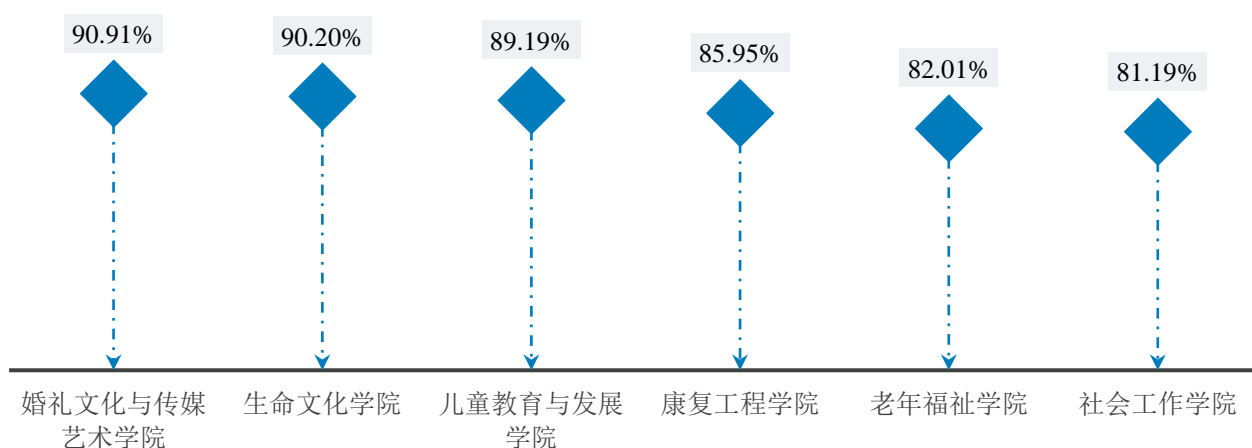 90.91%
90.20%
89.19%
85.95%
82.01%
81.19%
婚礼文化与传媒
艺术学院
生命文化学院
儿童教育与发展
学院
康复工程学院
老年福祉学院
社会工作学院